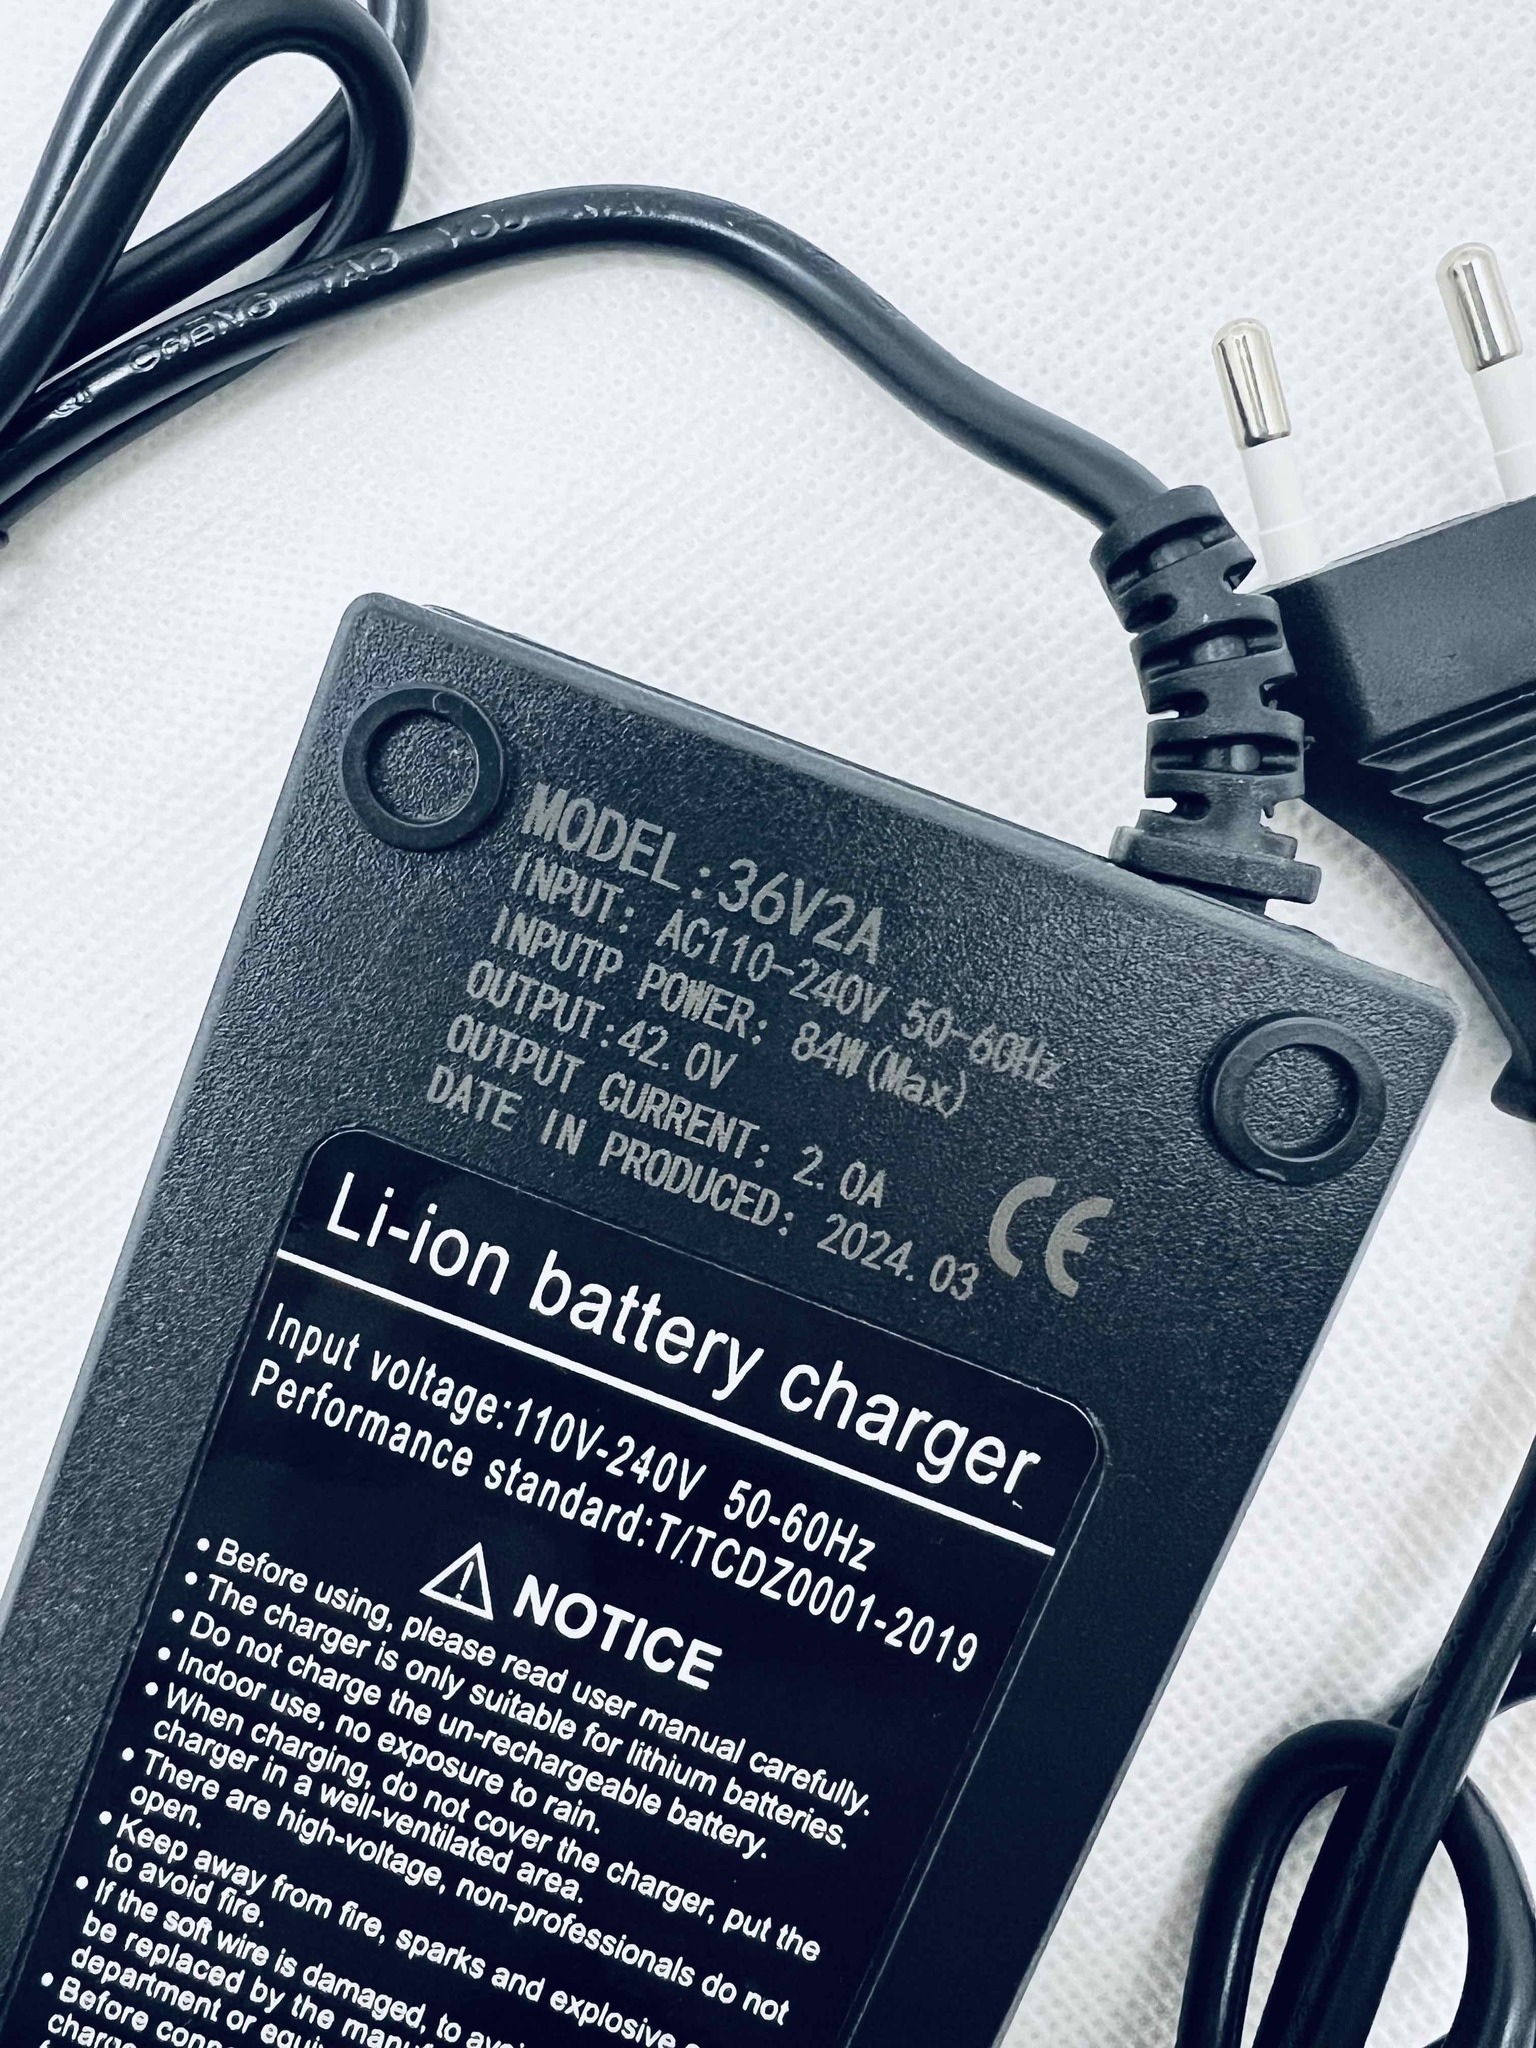 CHENG TAO YOU
MODEL:36V2A
INPUT: AC110-240V 50-60Hz
INPUTP POWER: 84W(Max)
OUTPUT:42.0V
OUTPUT CURRENT: 2.0A
DATE IN PRODUCED: 2024.03
CE
Li-ion battery charger
Input voltage:110V-240V 50-60Hz
Performance standard:T/TCDZ0001-2019
NOTICE
• Before using, please read user manual carefully.
• The charger is only suitable for lithium batteries.
• Do not charge the un-rechargeable battery.
• Indoor use, no exposure to rain.
• When charging, do not cover the charger, put the
charger in a well-ventilated area.
• There are high-voltage, non-professionals do not
open.
• Keep away from fire, sparks and explosive
to avoid fire.
• If the soft wire is damaged, to
be replaced by the
department or
• Before